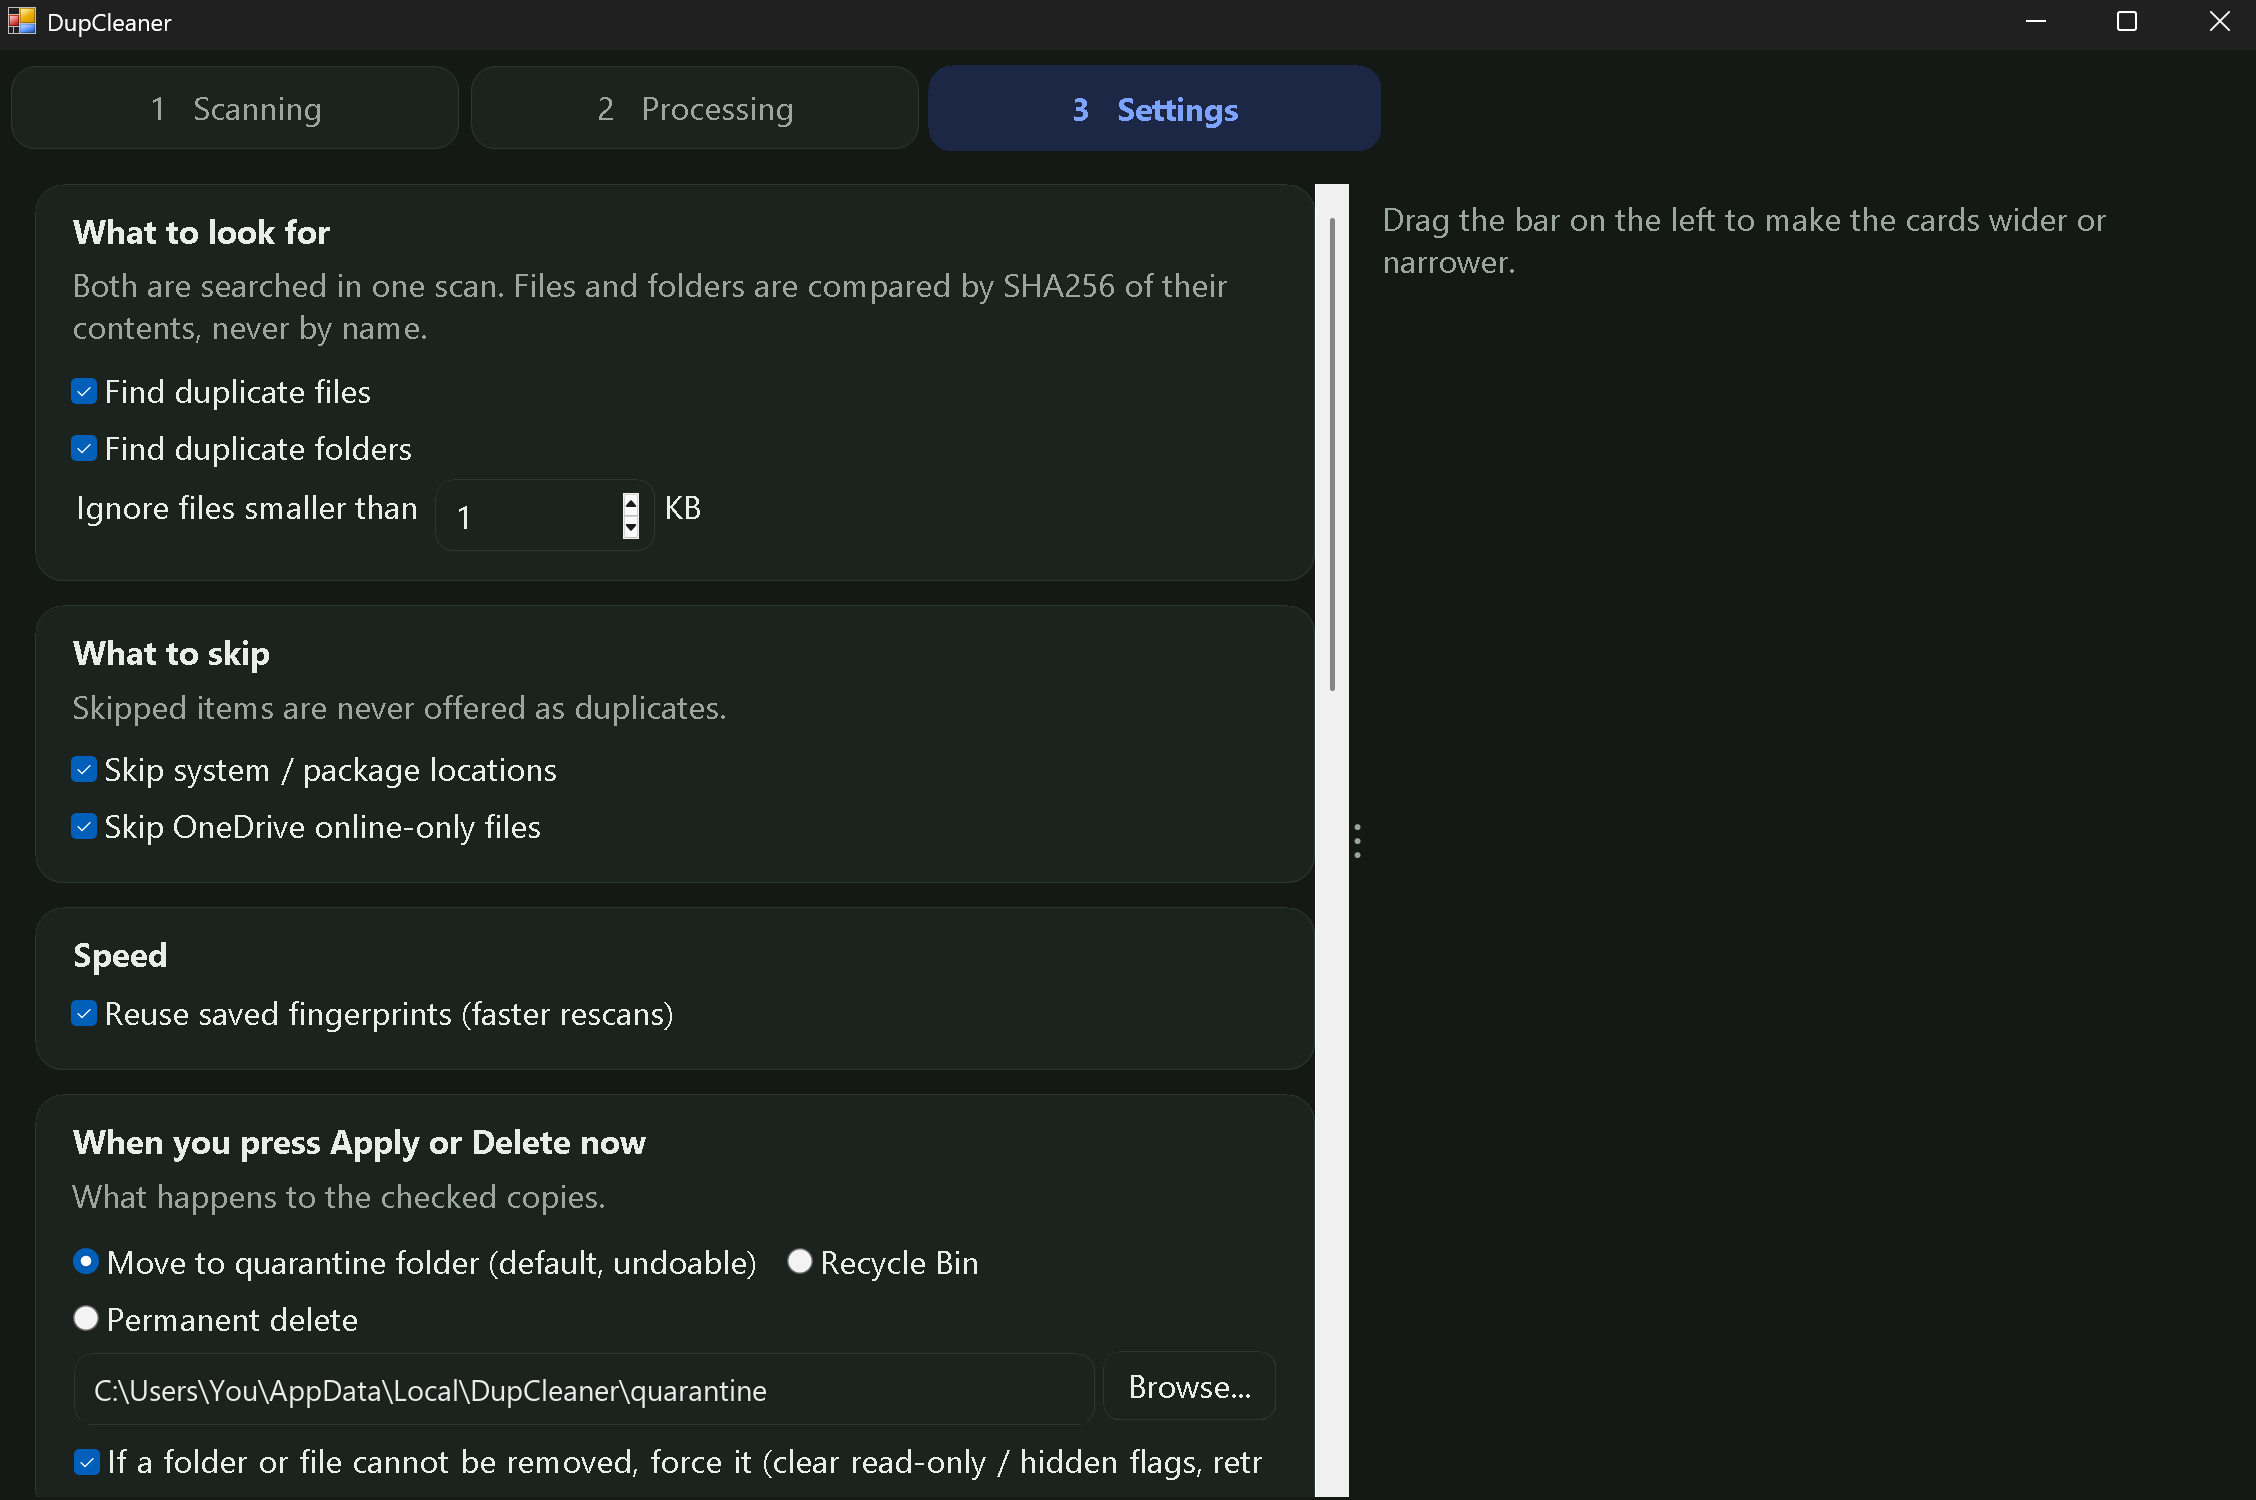 DupCleaner
1 Scanning
2 Processing
3 Settings
What to look for
Both are searched in one scan. Files and folders are compared by SHA256 of their
contents, never by name.
Find duplicate files
Find duplicate folders
Ignore files smaller than 1 KB
What to skip
Skipped items are never offered as duplicates.
Skip system / package locations
Skip OneDrive online-only files
Speed
Reuse saved fingerprints (faster rescans)
When you press Apply or Delete now
What happens to the checked copies.
Move to quarantine folder (default, undoable) Recycle Bin
Permanent delete
C:\Users\You\AppData\Local\DupCleaner\quarantine Browse...
If a folder or file cannot be removed, force it (clear read-only / hidden flags, retr
Drag the bar on the left to make the cards wider or
narrower.